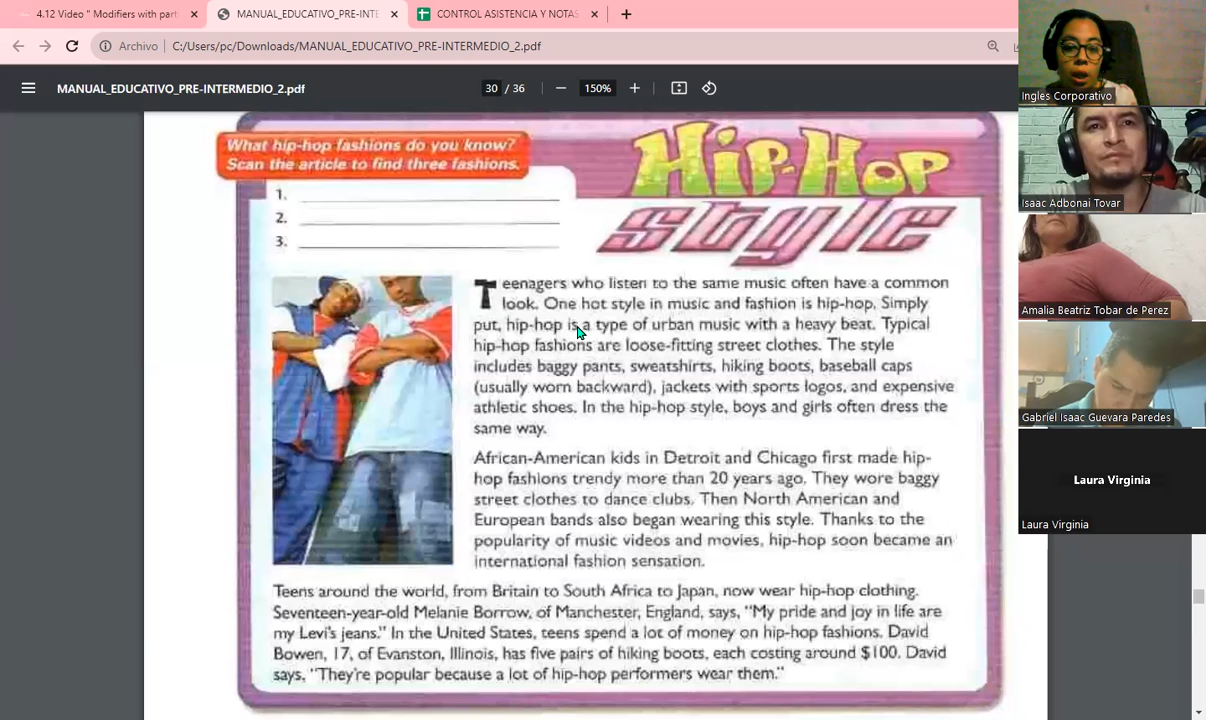 4.12 Video " Modifiers with part
MANUAL_EDUCATIVO_PRE-INTE
CONTROL ASISTENCIA Y NOTAS
Archivo
C:/Users/pc/Downloads/MANUAL_EDUCATIVO_PRE-INTERMEDIO_2.pdf
MANUAL_EDUCATIVO_PRE-INTERMEDIO_2.pdf
30 / 36
150%
What hip-hop fashions do you know?
Scan the article to find three fashions.
1.
2.
3.
Hip-Hop
style
Teenagers who listen to the same music often have a common
look. One hot style in music and fashion is hip-hop. Simply
put, hip-hop is a type of urban music with a heavy beat. Typical
hip-hop fashions are loose-fitting street clothes. The style
includes baggy pants, sweatshirts, hiking boots, baseball caps
(usually worn backward), jackets with sports logos, and expensive
athletic shoes. In the hip-hop style, boys and girls often dress the
same way.
African-American kids in Detroit and Chicago first made hip-
hop fashions trendy more than 20 years ago. They wore baggy
street clothes to dance clubs. Then North American and
European bands also began wearing this style. Thanks to the
popularity of music videos and movies, hip-hop soon became an
international fashion sensation.
Teens around the world, from Britain to South Africa to Japan, now wear hip-hop clothing.
Seventeen-year-old Melanie Borrow, of Manchester, England, says, "My pride and joy in life are
my Levi's jeans." In the United States, teens spend a lot of money on hip-hop fashions. David
Bowen, 17, of Evanston, Illinois, has five pairs of hiking boots, each costing around $100. David
says, "They're popular because a lot of hip-hop performers wear them."
Ingles Corporativo
Isaac Adbonai Tovar
Amalia Beatriz Tobar de Perez
Gabriel Isaac Guevara Paredes
Laura Virginia
Laura Virginia